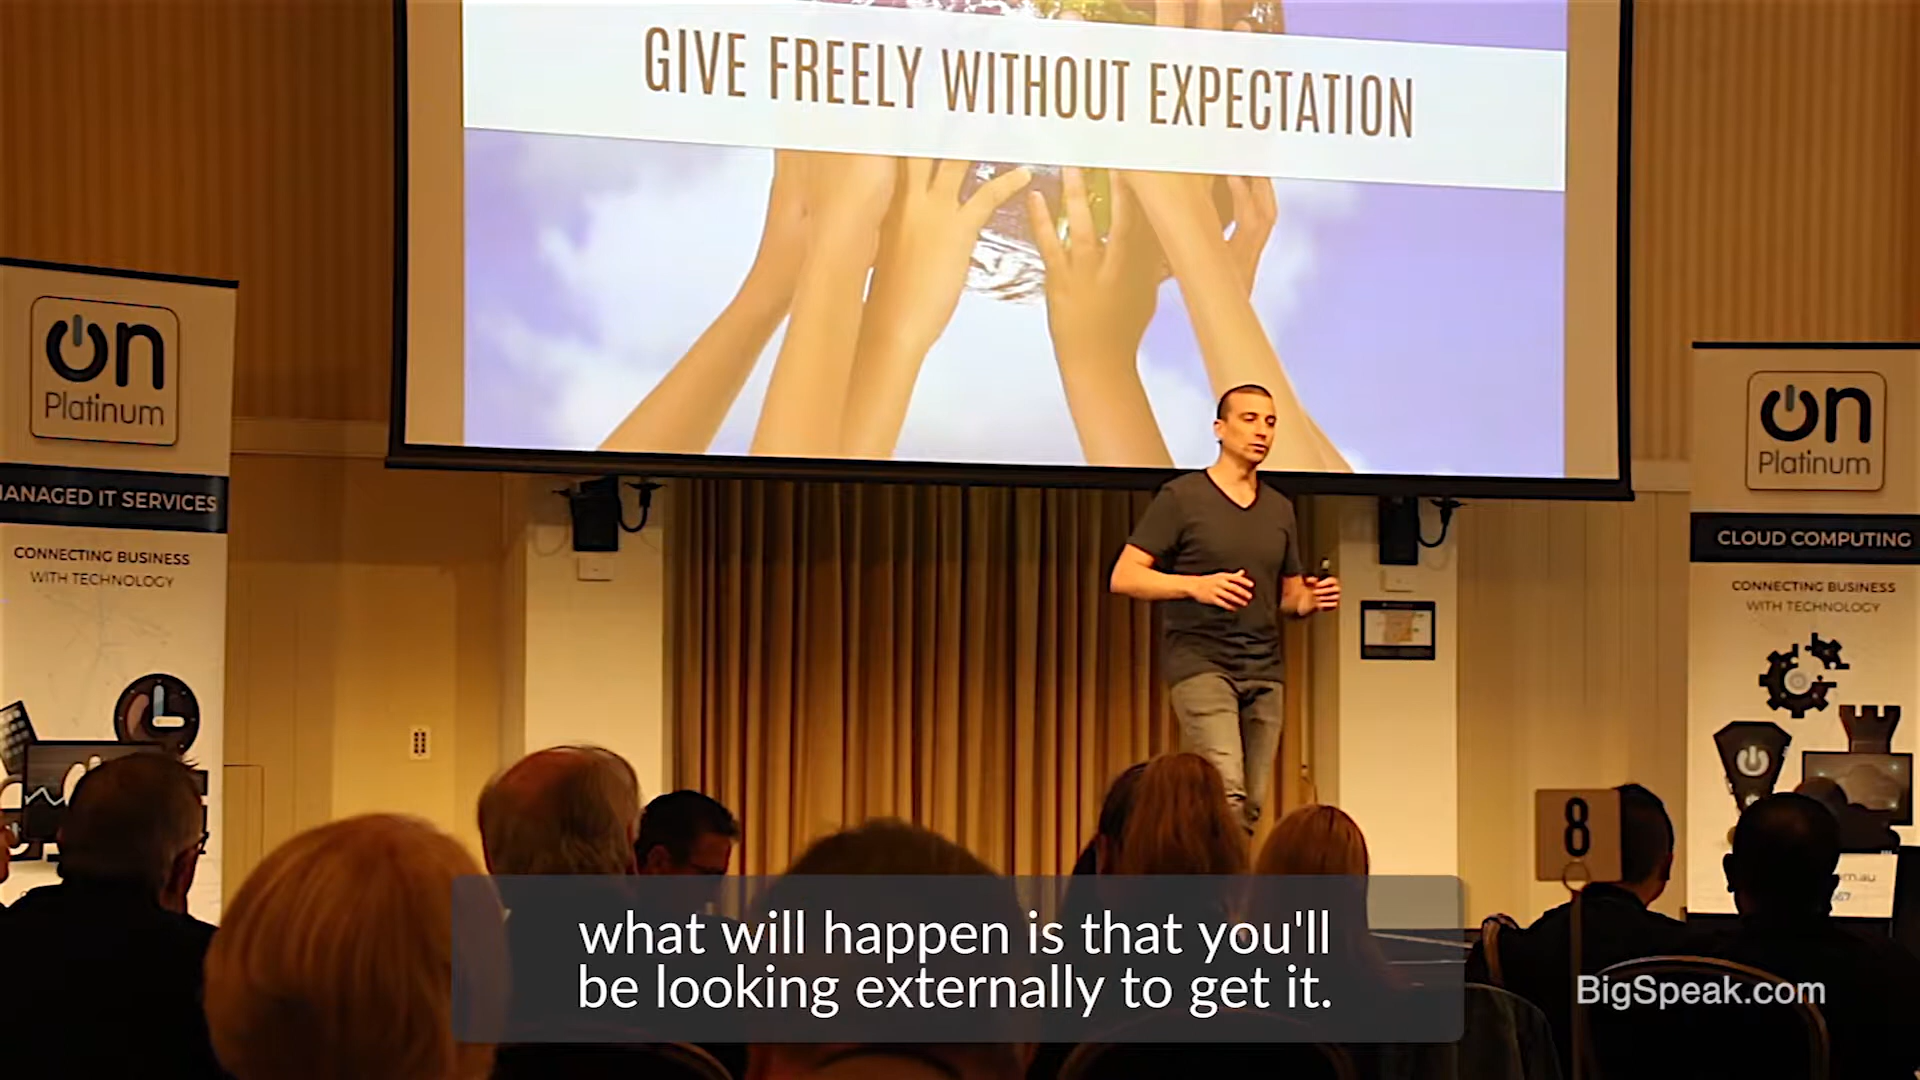 GIVE FREELY WITHOUT EXPECTATION
on
Platinum
MANAGED IT SERVICES
CONNECTING BUSINESS
WITH TECHNOLOGY
on
Platinum
CLOUD COMPUTING
CONNECTING BUSINESS
WITH TECHNOLOGY
8
what will happen is that you'll
be looking externally to get it.
BigSpeak.com